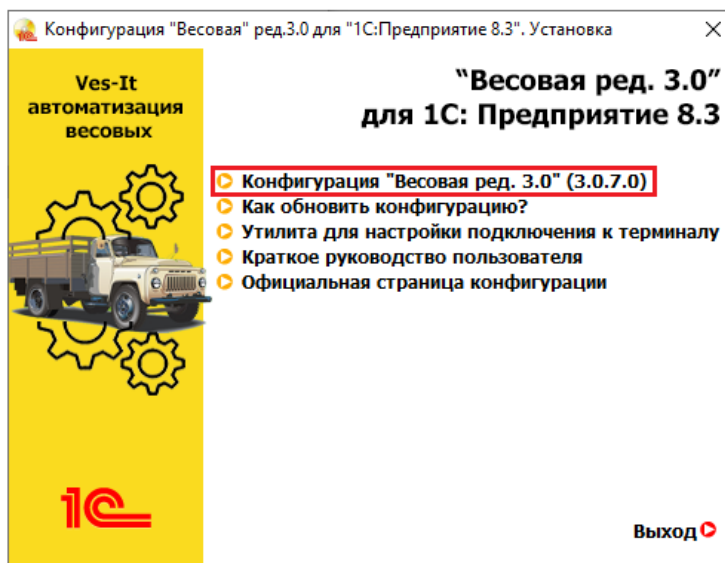 Конфигурация "Весовая" ред.3.0 для "1С:Предприятие 8.3". Установка
Ves-It
автоматизация
весовых
"Весовая ред. 3.0"
для 1С: Предприятие 8.3
Конфигурация "Весовая ред. 3.0" (3.0.7.0)
Как обновить конфигурацию?
Утилита для настройки подключения к терминалу
Краткое руководство пользователя
Официальная страница конфигурации
1С
Выход